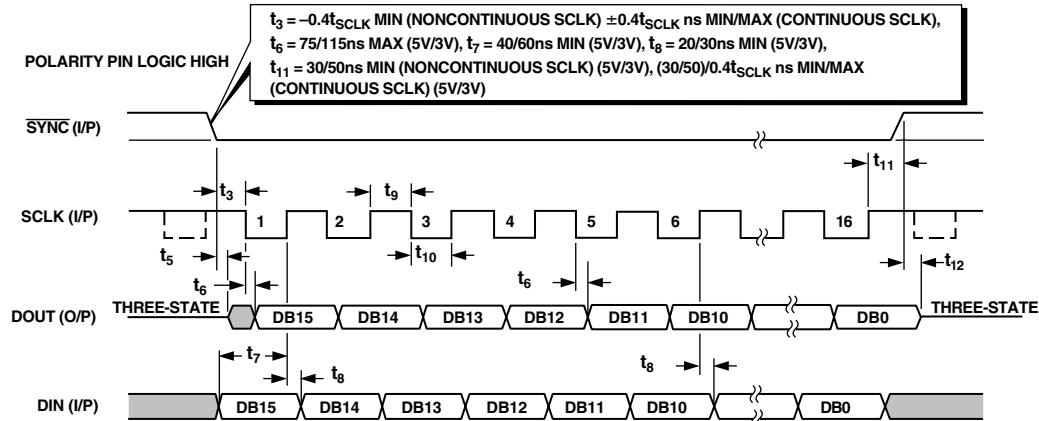 t3 = –0.4tSCLK MIN (NONCONTINUOUS SCLK) ±0.4tSCLK ns MIN/MAX (CONTINUOUS SCLK),
t6 = 75/115ns MAX (5V/3V), t7 = 40/60ns MIN (5V/3V), t8 = 20/30ns MIN (5V/3V),
t11 = 30/50ns MIN (NONCONTINUOUS SCLK) (5V/3V), (30/50)/0.4tSCLK ns MIN/MAX
(CONTINUOUS SCLK) (5V/3V)
POLARITY PIN LOGIC HIGH
SYNC (I/P)
t11
t3 t9
SCLK (I/P) 1 2 3 4 5 6 16
t10
t5 t6 t12
t6
THREE-STATE THREE-STATE
DOUT (O/P) DB15 DB14 DB13 DB12 DB11 DB10 DB0
t7
t8 t8
DIN (I/P) DB15 DB14 DB13 DB12 DB11 DB10 DB0